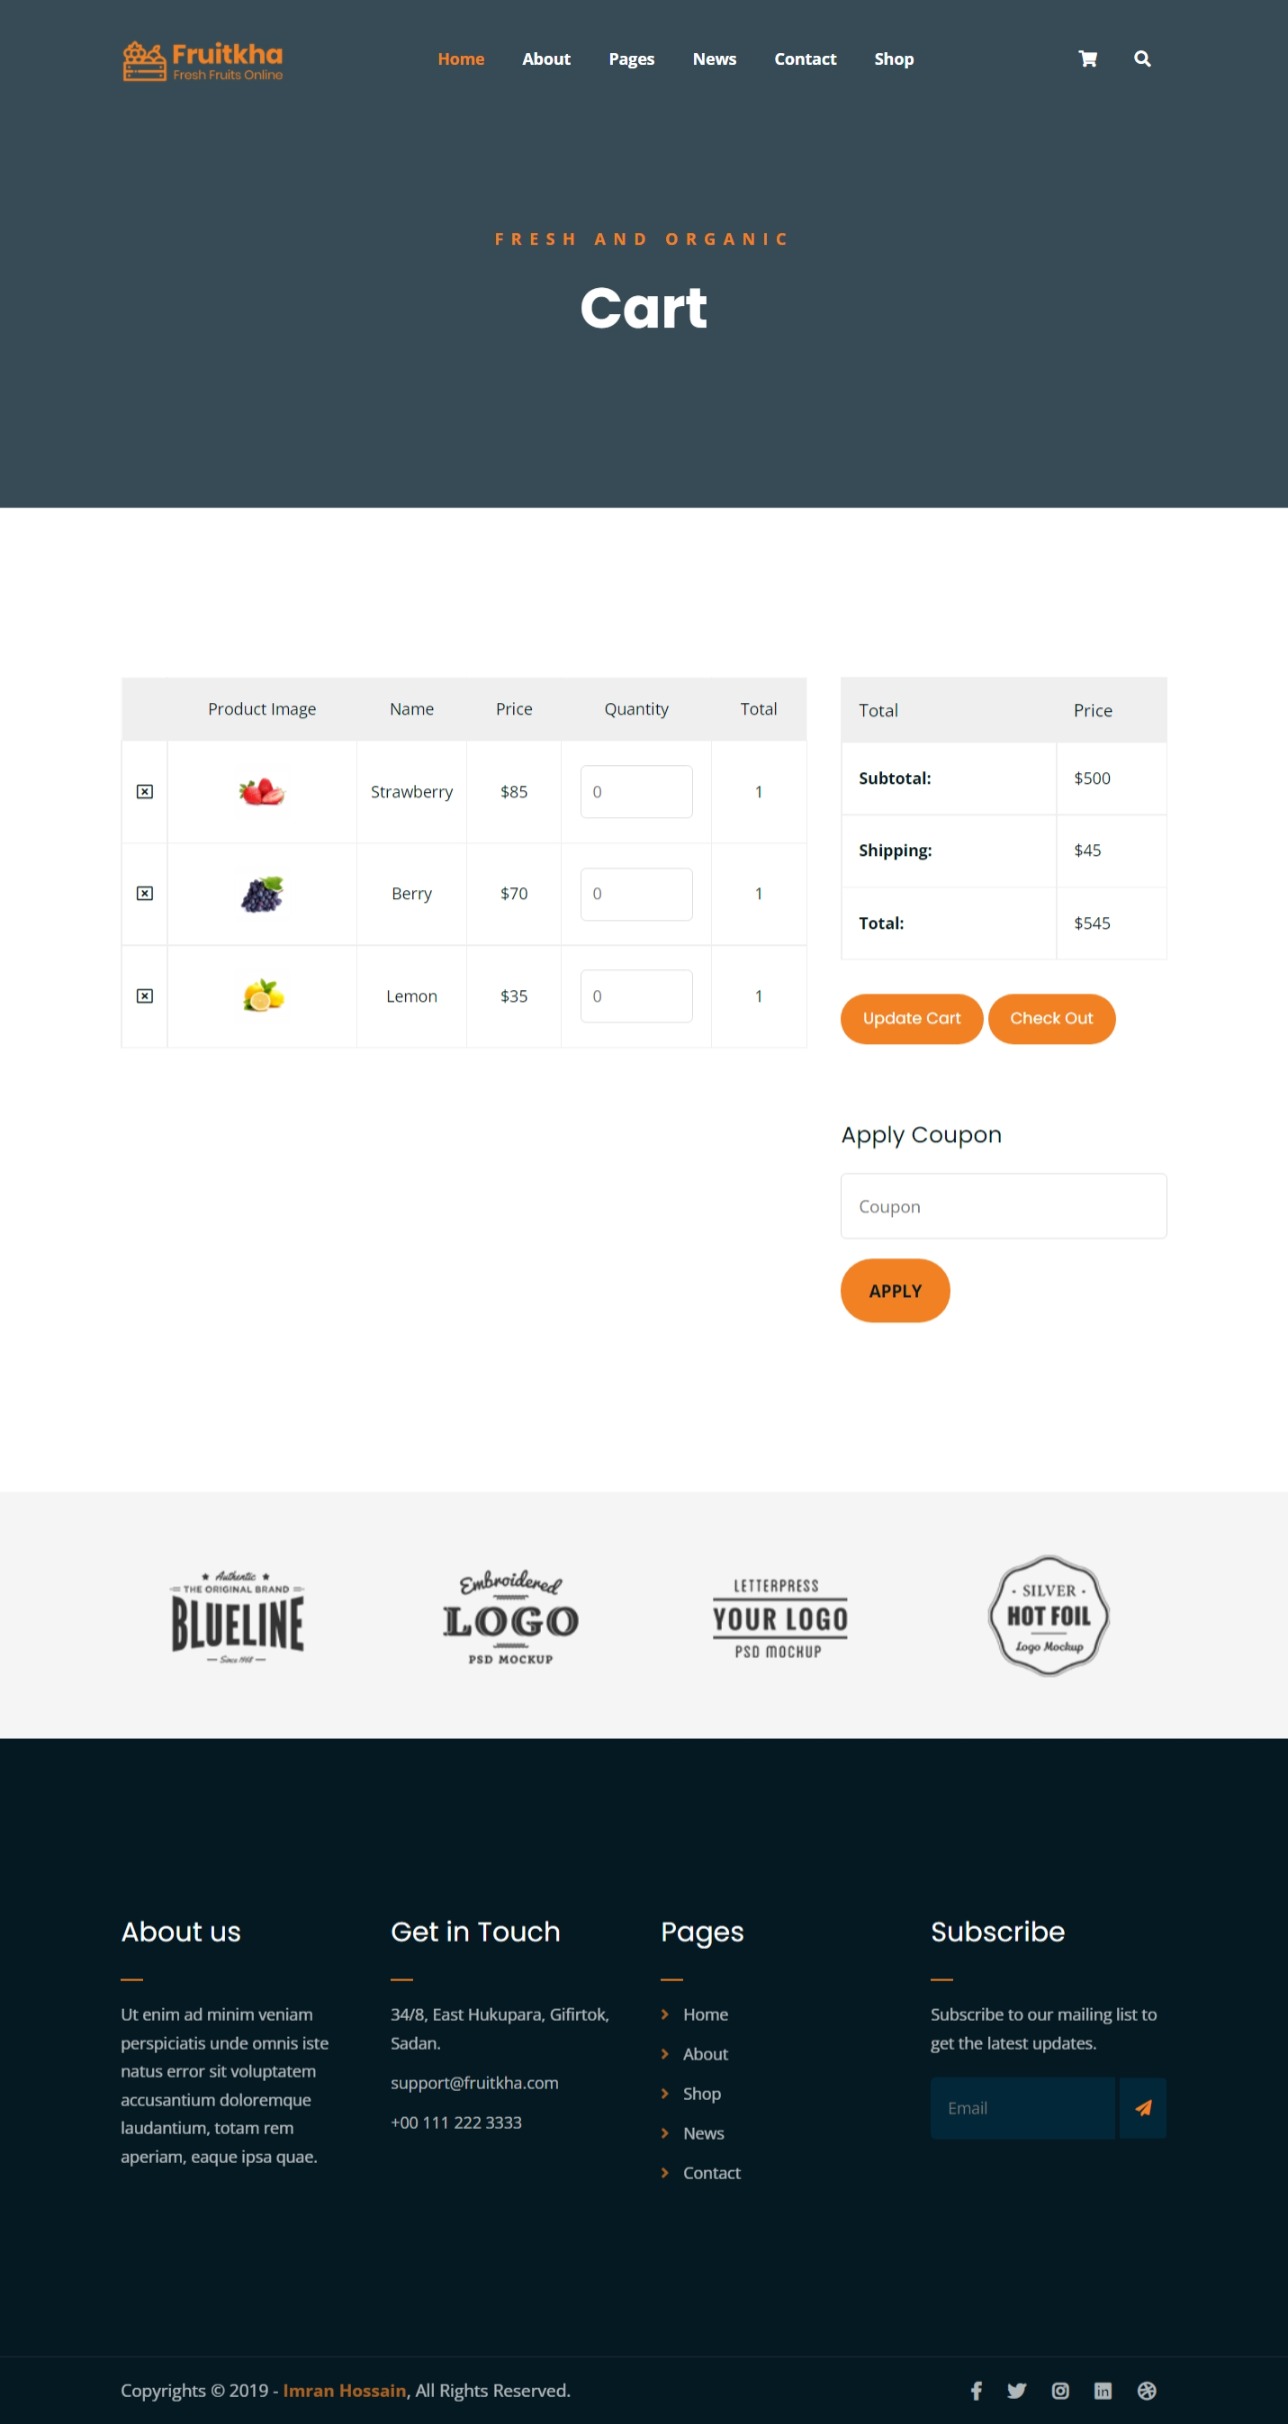 Fruitkha
Fresh Fruits Online
Home About Pages News Contact Shop
FRESH AND ORGANIC
Cart
Product Image Name Price Quantity Total
Strawberry $85 0 1
Berry $70 0 1
Lemon $35 0 1
Total Price
Subtotal: $500
Shipping: $45
Total: $545
Update Cart Check Out
Apply Coupon
Coupon
APPLY
Authentic
THE ORIGINAL BRAND
BLUELINE
Since 1968
Embroidered
LOGO
PSD MOCKUP
LETTERPRESS
YOUR LOGO
PSD MOCKUP
· SILVER ·
HOT FOIL
Logo Mockup
About us
Ut enim ad minim veniam
perspiciatis unde omnis iste
natus error sit voluptatem
accusantium doloremque
laudantium, totam rem
aperiam, eaque ipsa quae.
Get in Touch
34/8, East Hukupara, Gifirtok,
Sadan.
support@fruitkha.com
+00 111 222 3333
Pages
Home
About
Shop
News
Contact
Subscribe
Subscribe to our mailing list to
get the latest updates.
Email
Copyrights © 2019 - Imran Hossain, All Rights Reserved.